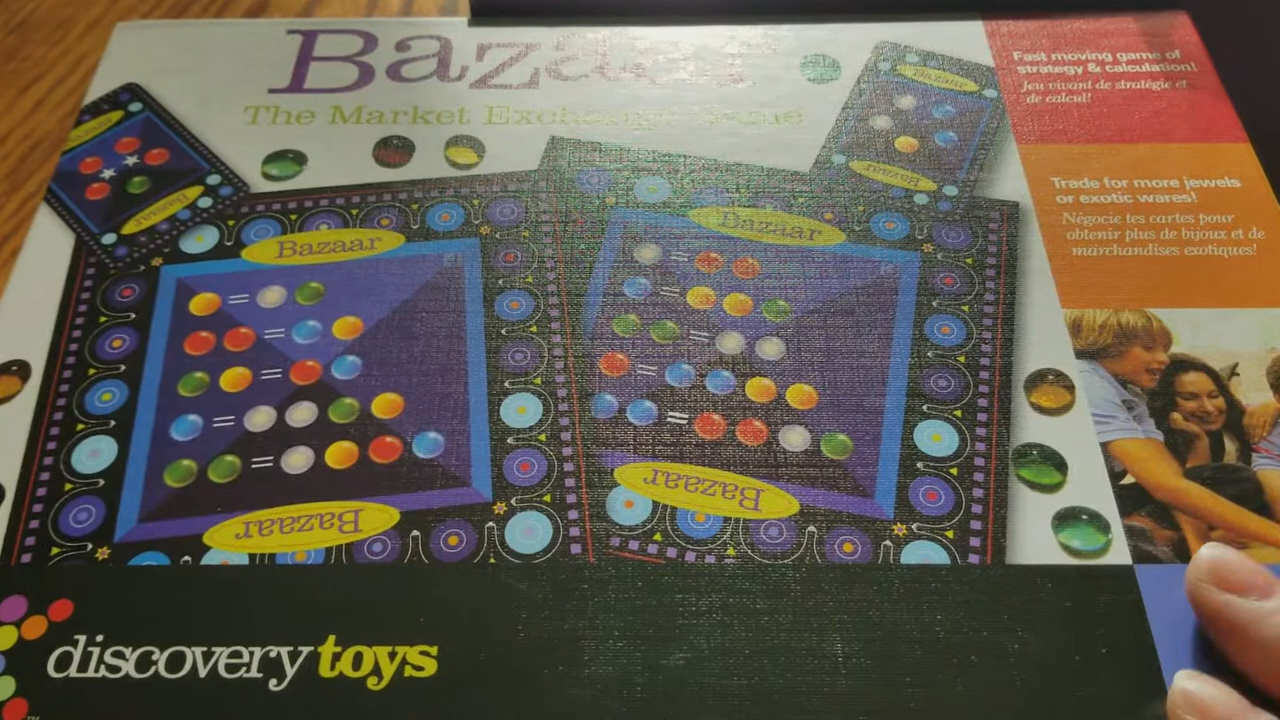 Bazaar
The Market Exchange Game
Fast moving game of
strategy & calculation!
Jeu vivant de stratégie et
de calcul!
Trade for more jewels
or exotic wares!
Négocie tes cartes pour
obtenir plus de bijoux et de
marchandises exotiques!
Bazaar
Bazaar
Bazaar
Bazaar
Bazaar
=
=
=
=
=
Bazaar
Bazaar
=
=
=
=
=
Bazaar
discovery toys
TM